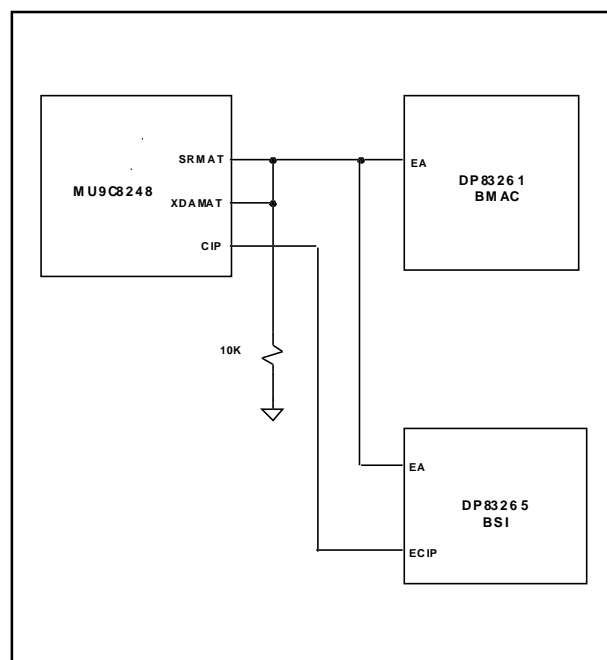 SRMAT
MU9C8248
XDAMAT
CIP
EA
DP83261
BMAC
10K
EA
DP83265
BSI
ECIP